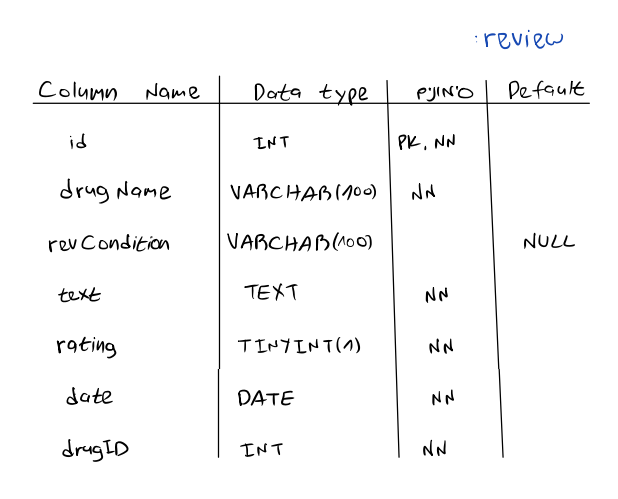 :review
Column Name Data type סימונים Default
id INT PK, NN
drugName VARCHAR(100) NN
revCondition VARCHAR(100) NULL
text TEXT NN
rating TINYINT(1) NN
date DATE NN
drugID INT NN